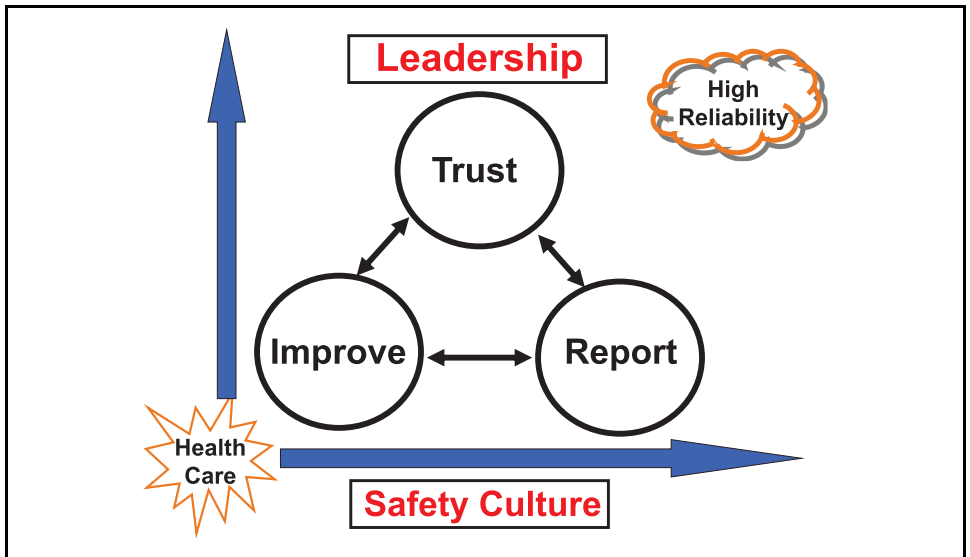 Leadership
High
Reliability
Trust
Improve
Report
Health
Care
Safety Culture